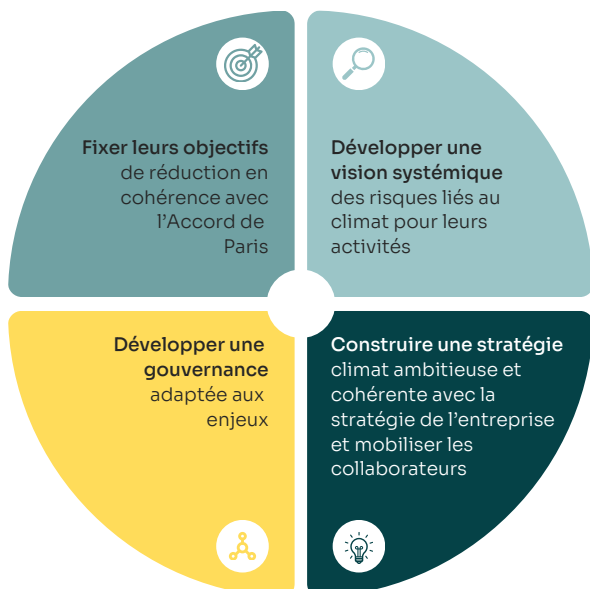 Fixer leurs objectifs
de réduction en
cohérence avec
l’Accord de
Paris
Développer une
vision systémique
des risques liés au
climat pour leurs
activités
Développer une
gouvernance
adaptée aux
enjeux
Construire une stratégie
climat ambitieuse et
cohérente avec la
stratégie de l’entreprise
et mobiliser les
collaborateurs